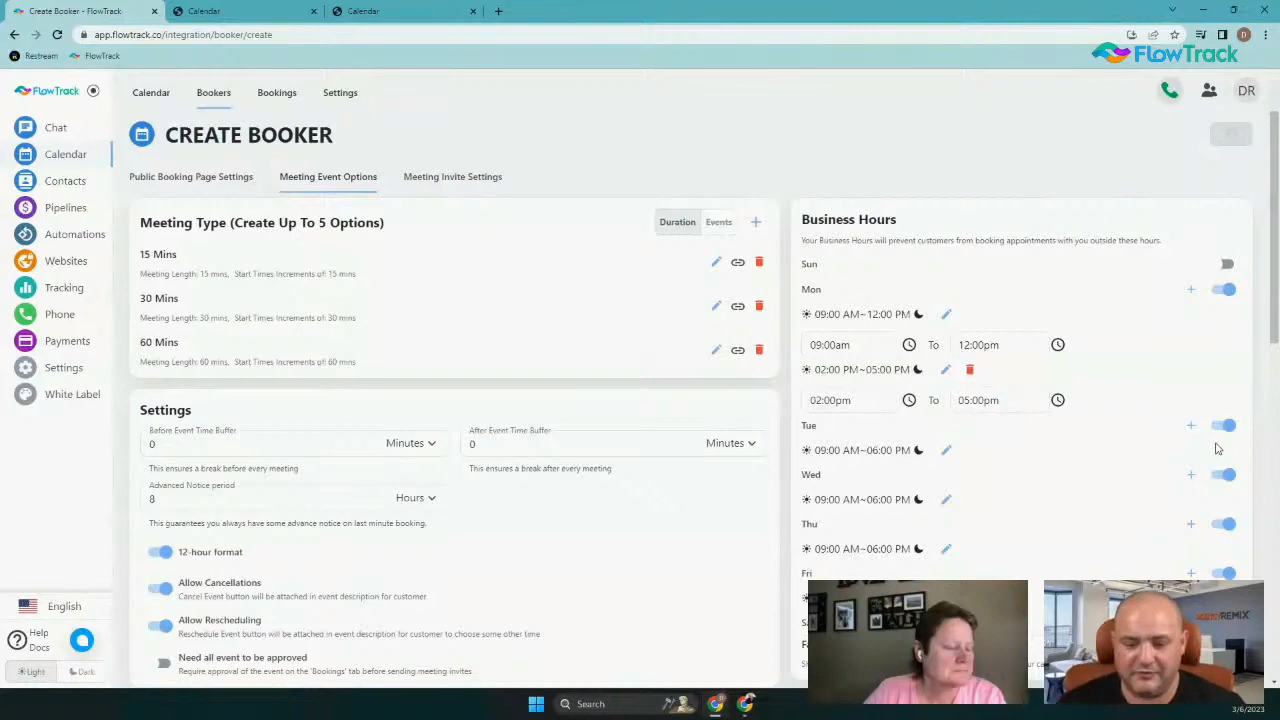 Create Booker - FlowTrack
Calendar
Calendar
app.flowtrack.co/integration/booker/create
Restream
FlowTrack
FlowTrack
FlowTrack
Calendar
Bookers
Bookings
Settings
DR
Chat
Calendar
Contacts
Pipelines
Automations
Websites
Tracking
Phone
Payments
Settings
White Label
English
Help
Docs
Light
Dark
CREATE BOOKER
Public Booking Page Settings
Meeting Event Options
Meeting Invite Settings
Meeting Type (Create Up To 5 Options)
Duration
Events
15 Mins
Meeting Length: 15 mins, Start Times Increments of: 15 mins
30 Mins
Meeting Length: 30 mins, Start Times Increments of: 30 mins
60 Mins
Meeting Length: 60 mins, Start Times Increments of: 60 mins
Settings
Before Event Time Buffer
0
Minutes
This ensures a break before every meeting
After Event Time Buffer
0
Minutes
This ensures a break after every meeting
Advanced Notice period
8
Hours
This guarantees you always have some advance notice on last minute booking.
12-hour format
Allow Cancellations
Cancel Event button will be attached in event description for customer.
Allow Rescheduling
Reschedule Event button will be attached in event description for customer to choose some other time
Need all event to be approved
Require approval of the event on the 'Bookings' tab before sending meeting invites.
Business Hours
Your Business Hours will prevent customers from booking appointments with you outside these hours.
Sun
Mon
09:00 AM~12:00 PM
09:00am To 12:00pm
02:00 PM~05:00 PM
02:00pm To 05:00pm
Tue
09:00 AM~06:00 PM
Wed
09:00 AM~06:00 PM
Thu
09:00 AM~06:00 PM
Fri
REMIX
Search
3/6/2023